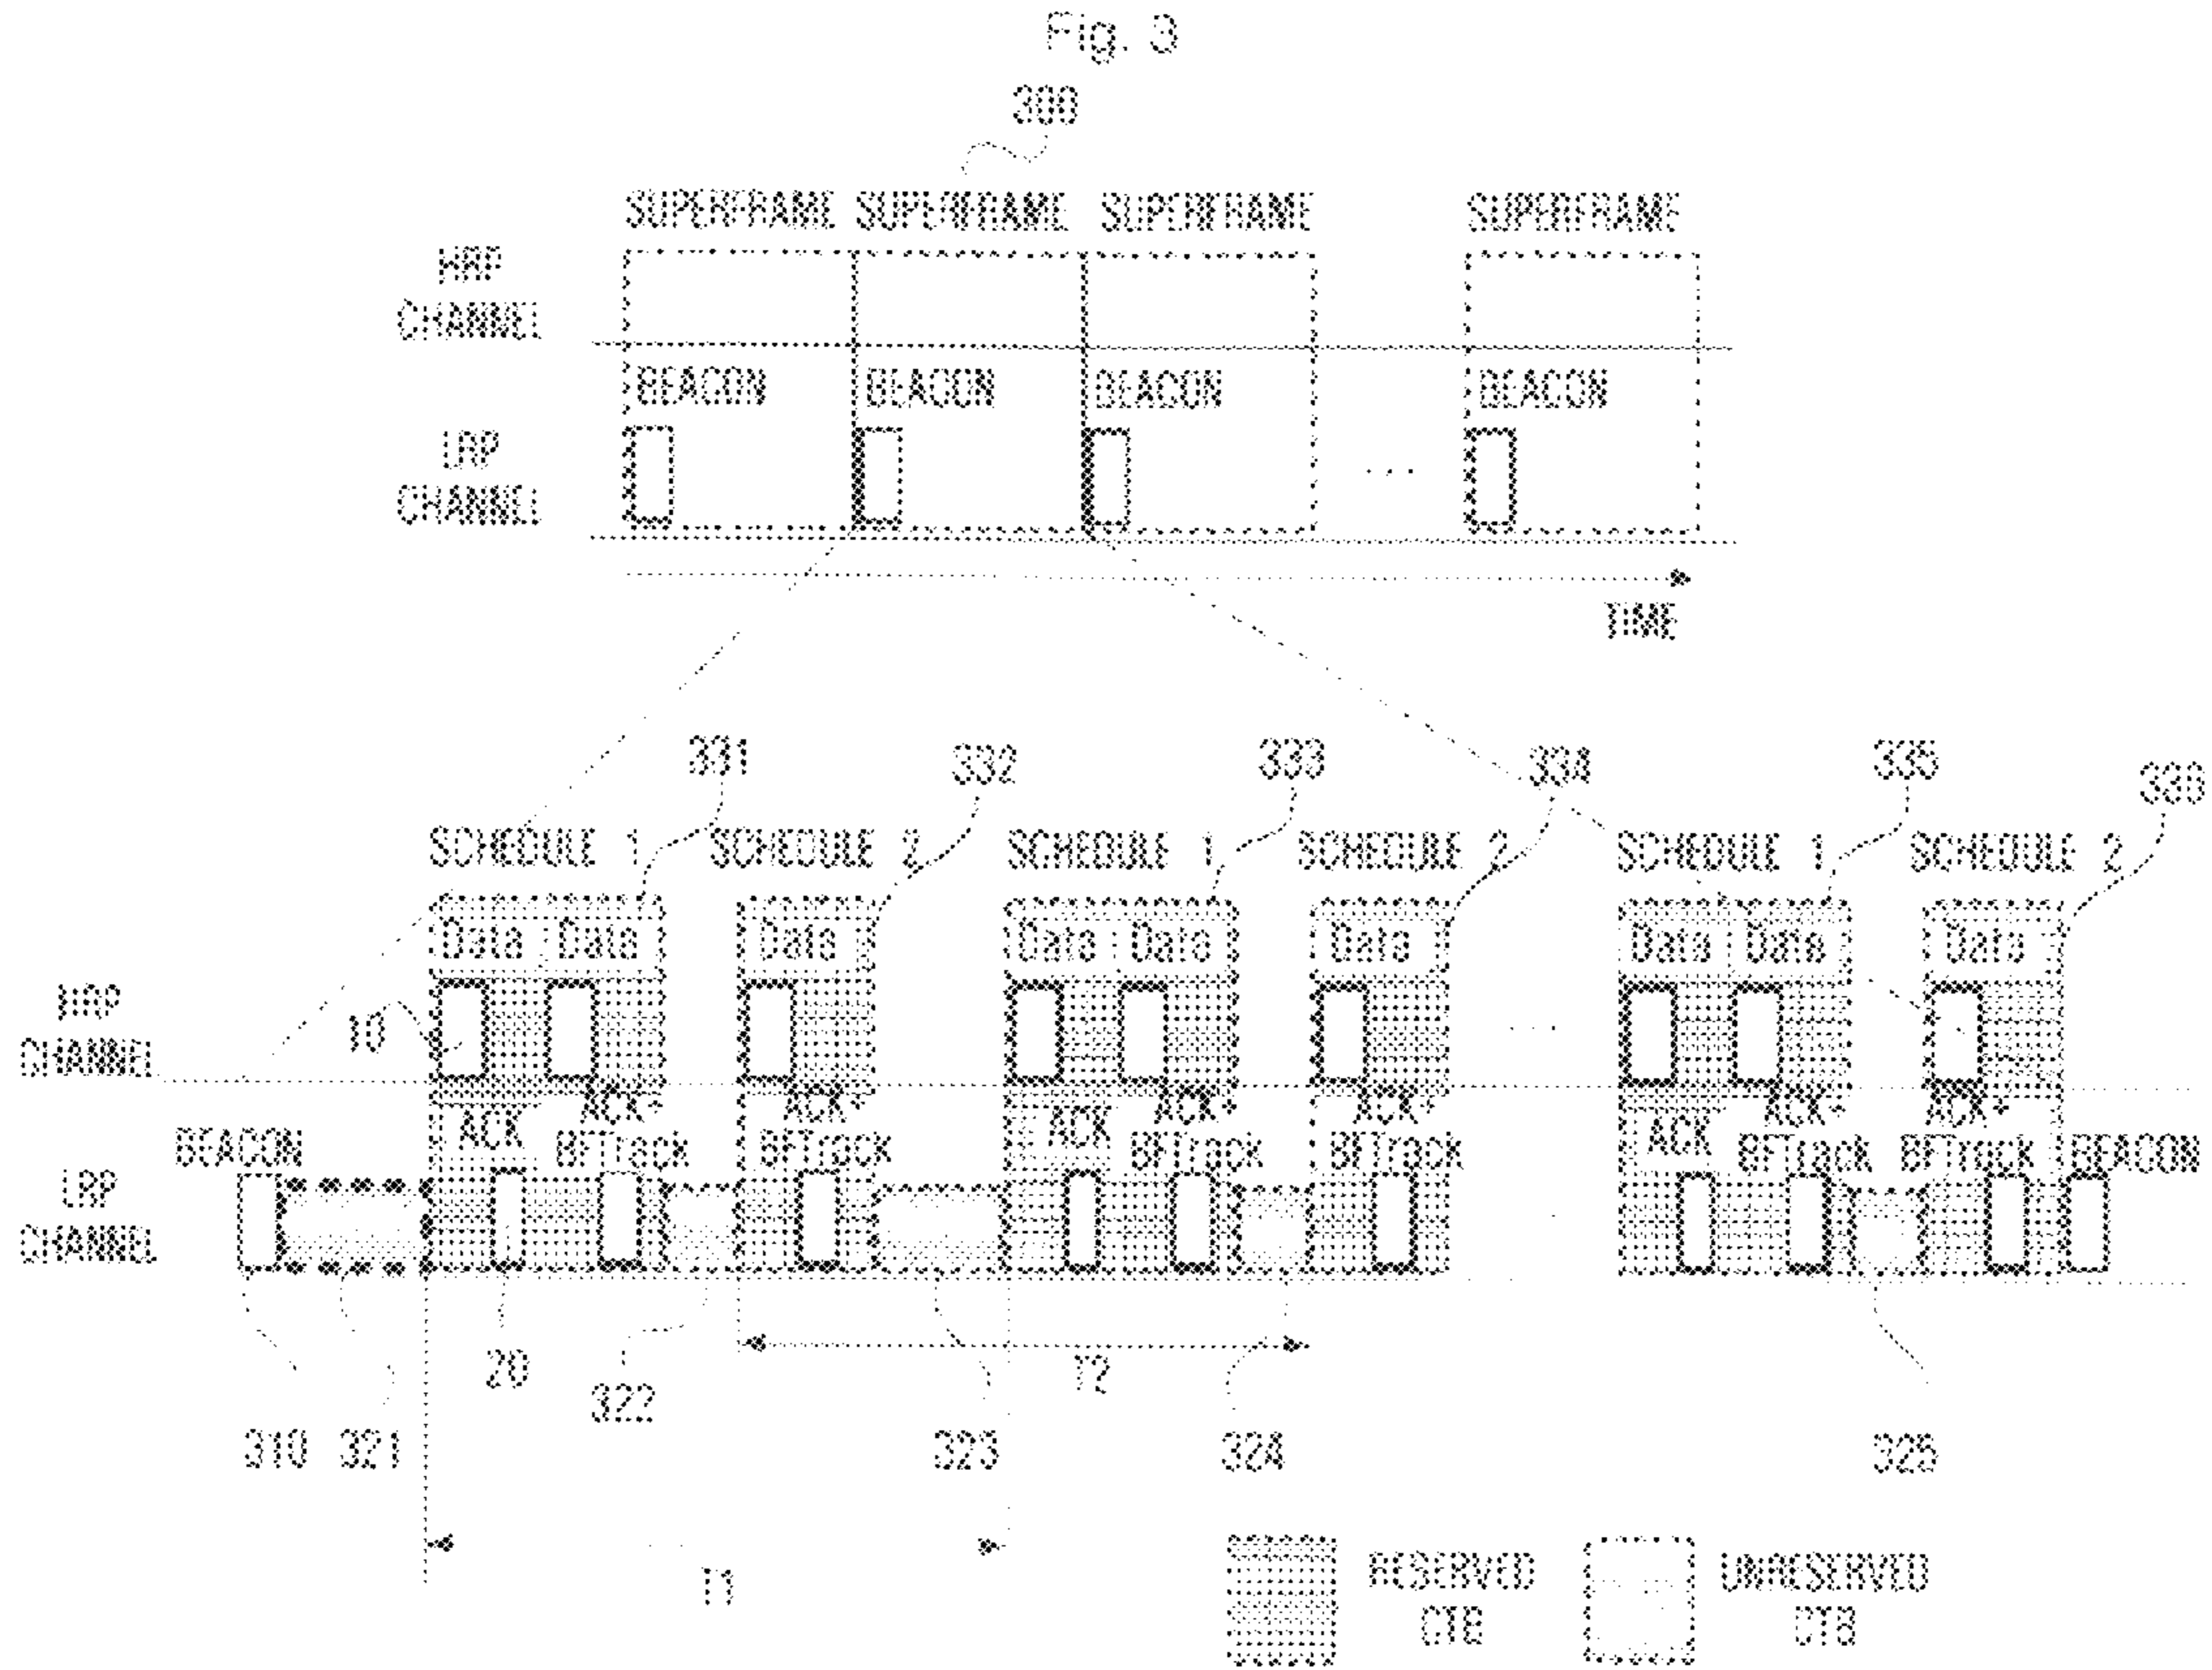 Fig. 3
300
SUPERFRAME SUPERFRAME SUPERFRAME SUPERFRAME
HRP
CHANNEL
BEACON BEACON BEACON BEACON
LRP
CHANNEL
...
TIME
331 332 333 334 335 336
SCHEDULE 1 SCHEDULE 2 SCHEDULE 1 SCHEDULE 2 SCHEDULE 1 SCHEDULE 2
Data Data Data Data Data Data Data Data Data
HRP
CHANNEL
10
ACK+ ACK+ ACK+ ACK+ ACK+ ACK+
ACK ACK ACK
BEACON BFTrack BFTrack BFTrack BFTrack BFTrack BFTrack BEACON
LRP
CHANNEL
20 T2
322
310 321 323 324 325
T1
RESERVED
CTB
UNRESERVED
CTB